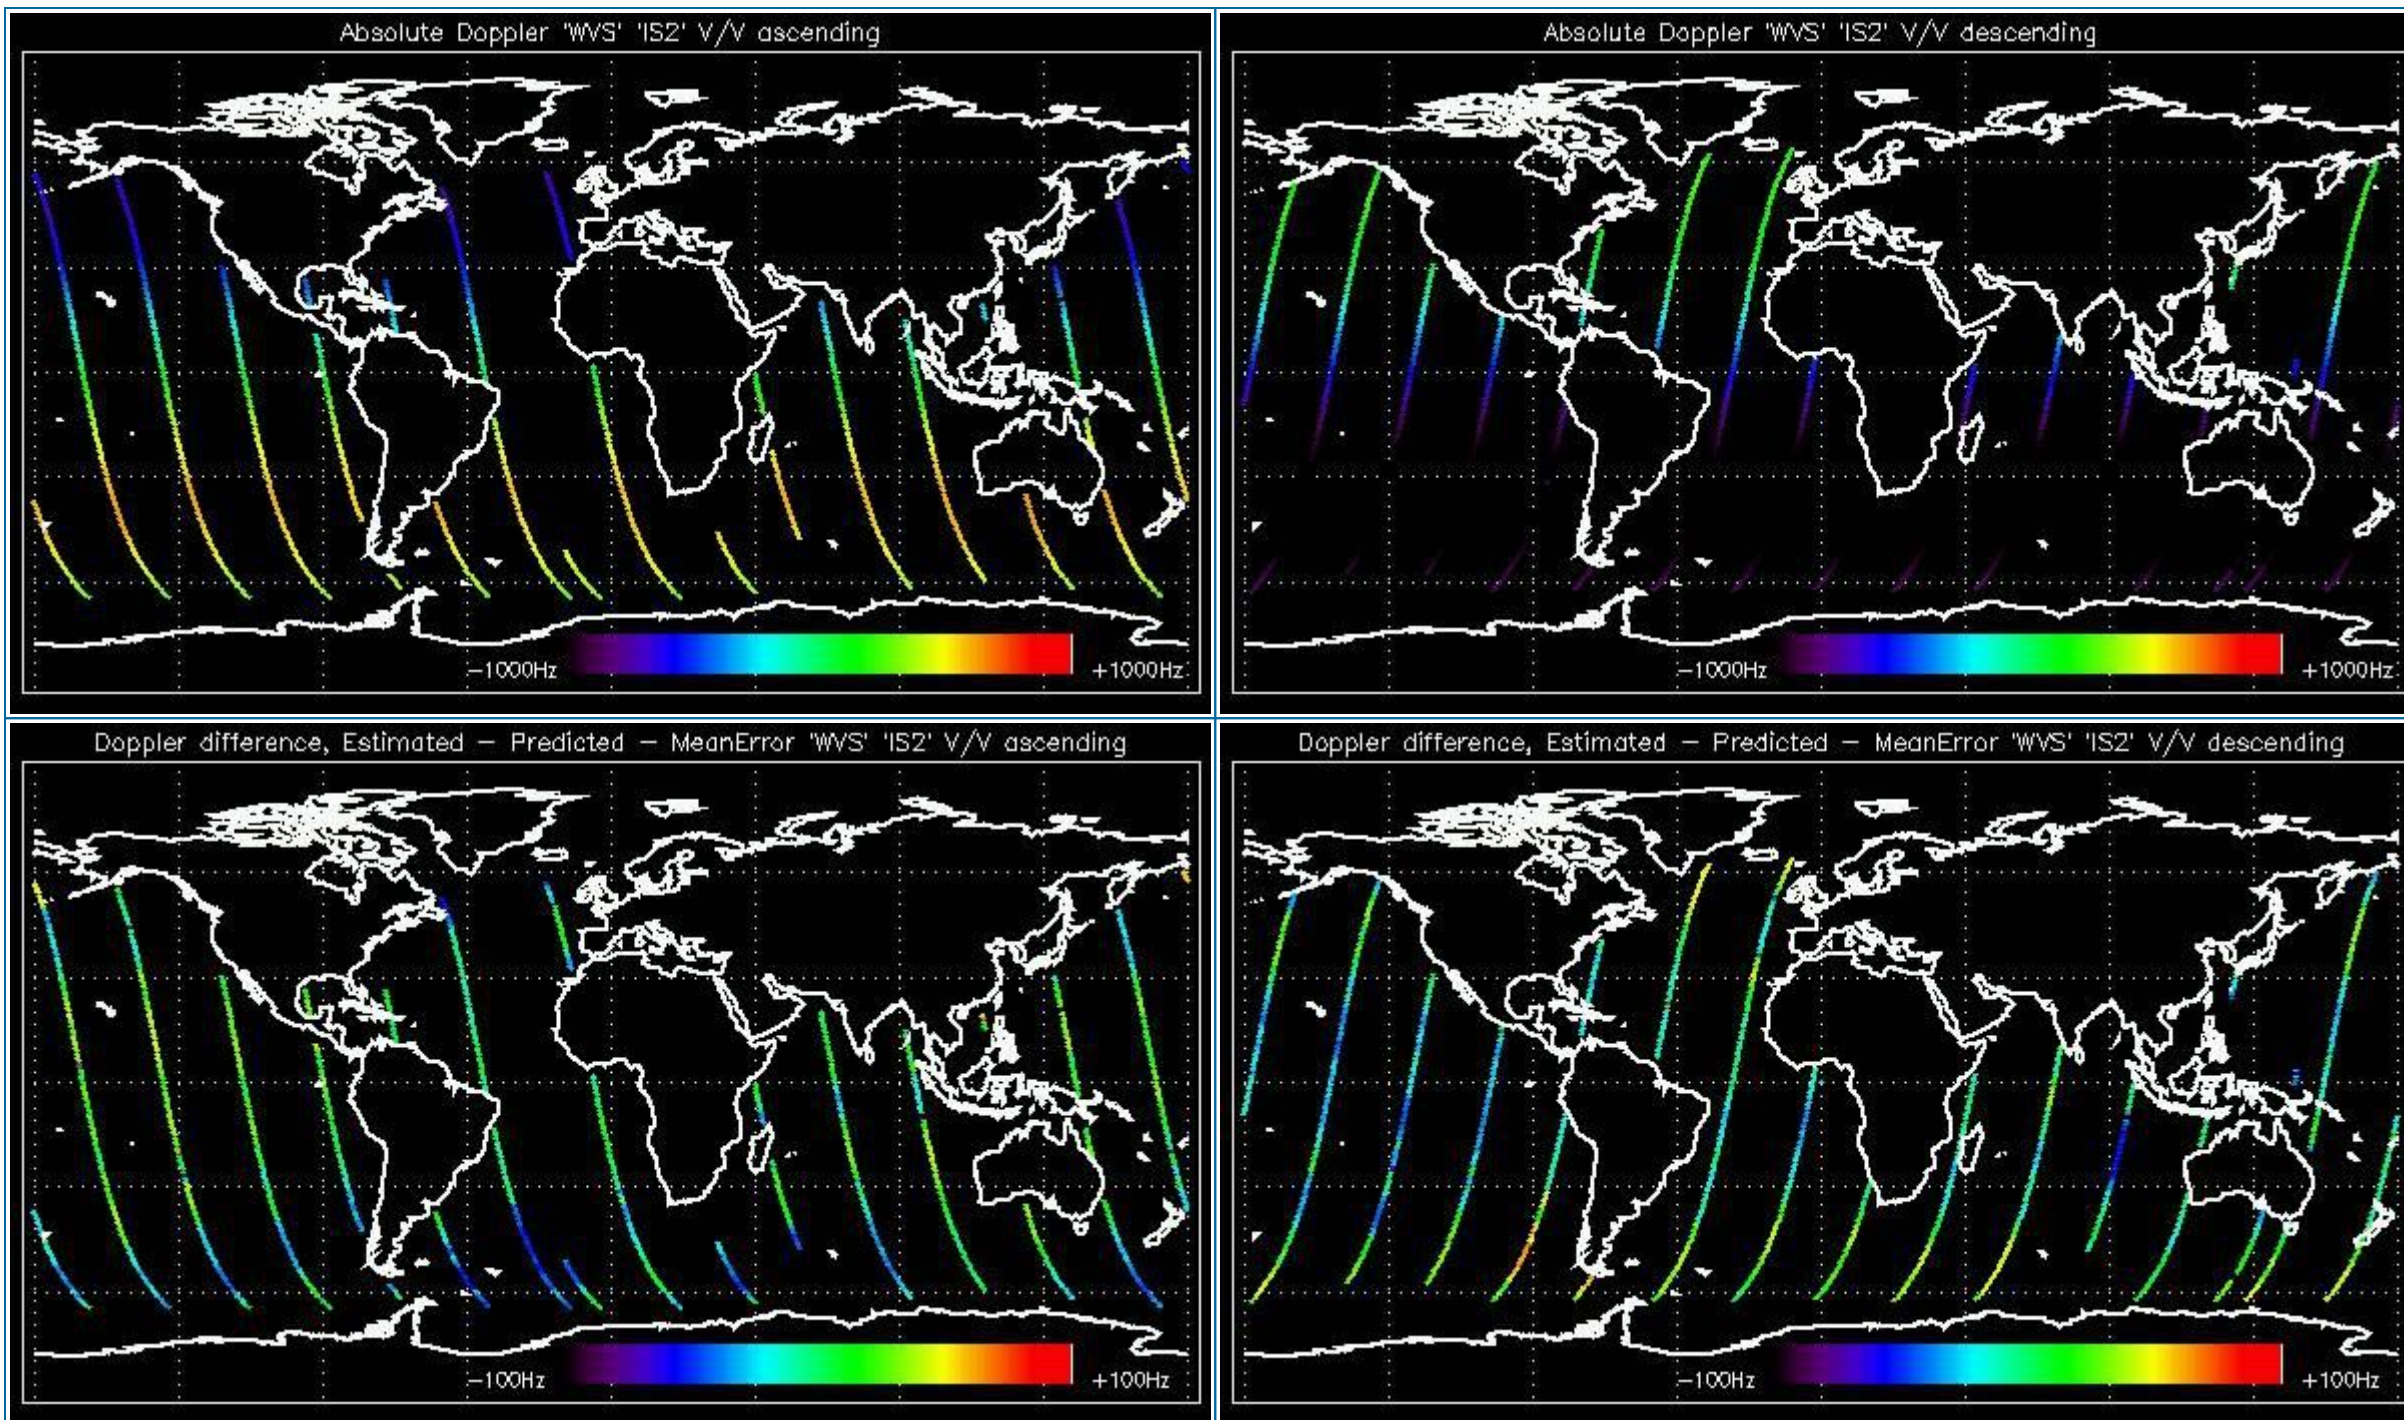 Absolute Doppler 'WVS' 'IS2' V/V ascending
-1000Hz
+1000Hz
Absolute Doppler 'WVS' 'IS2' V/V descending
-1000Hz
+1000Hz
Doppler difference, Estimated - Predicted - MeanError 'WVS' 'IS2' V/V ascending
-100Hz
+100Hz
Doppler difference, Estimated - Predicted - MeanError 'WVS' 'IS2' V/V descending
-100Hz
+100Hz